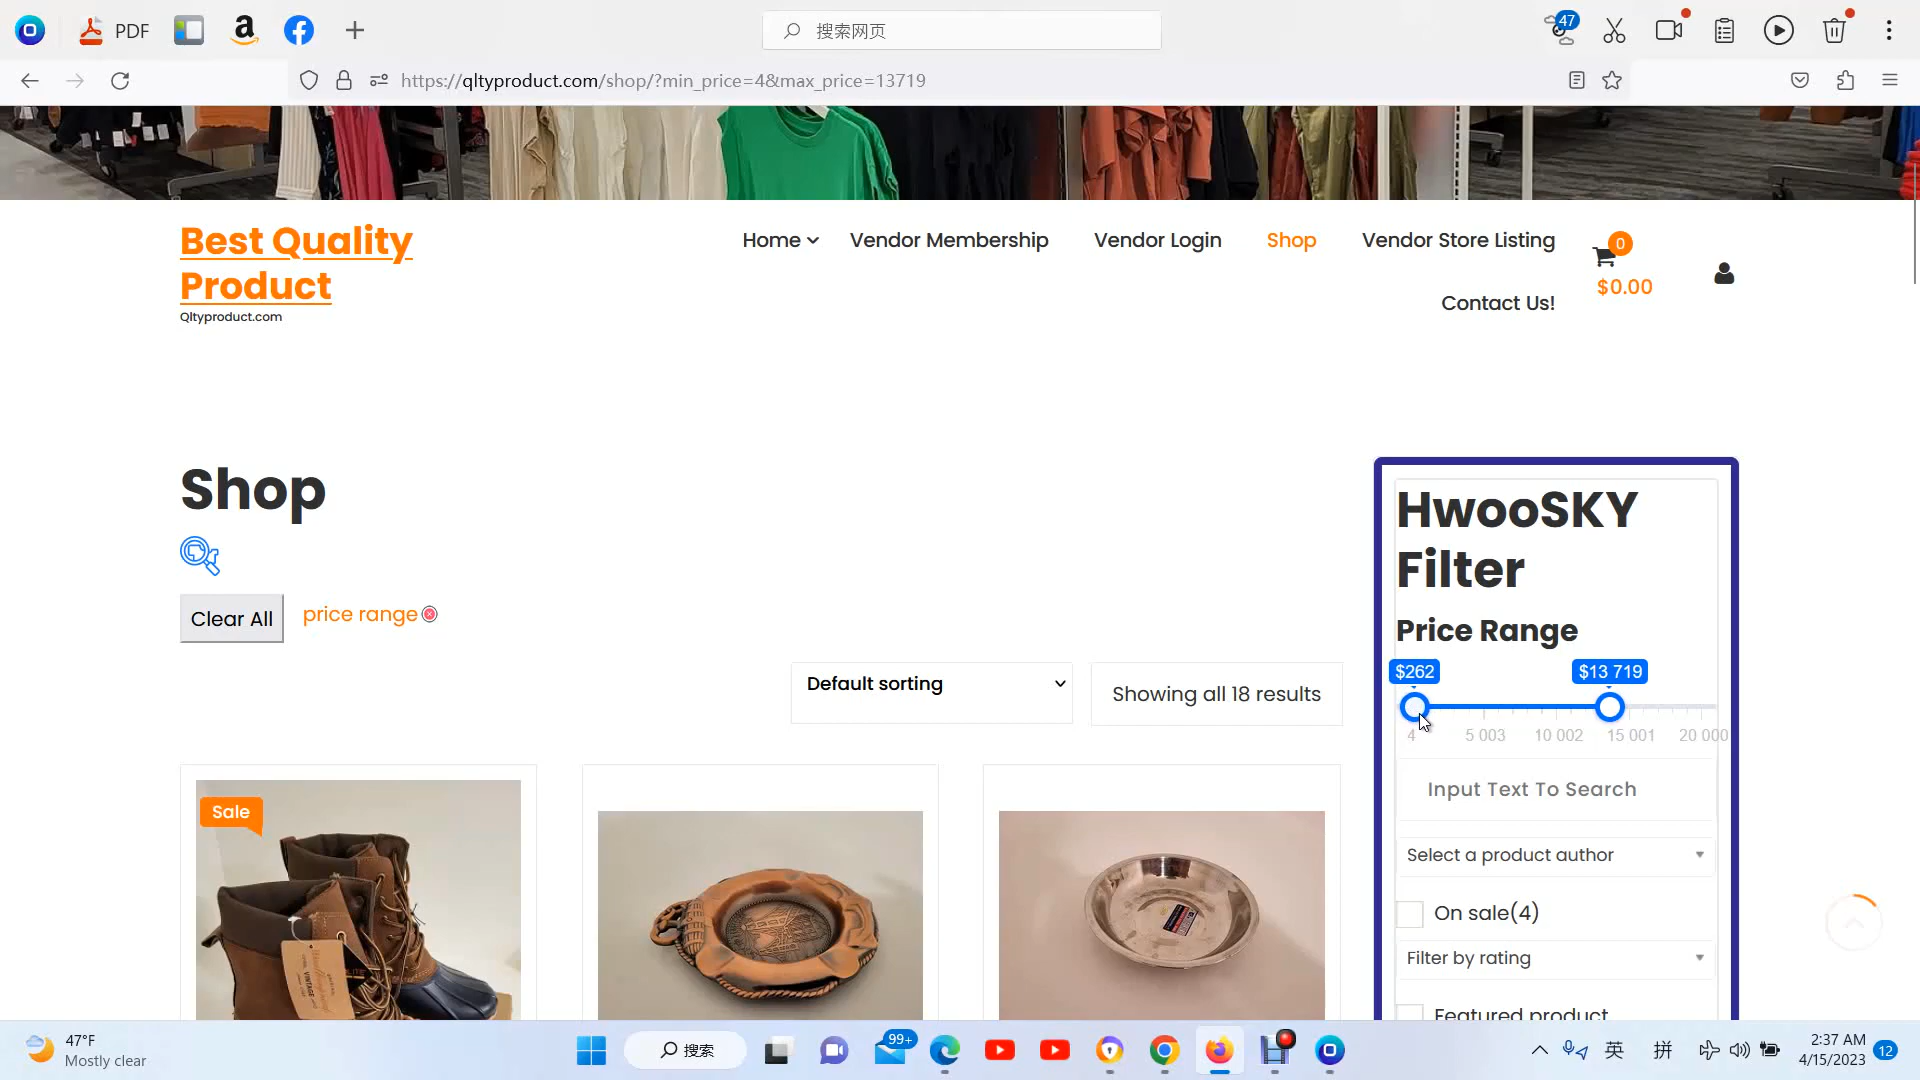 PDF
搜索网页
47
https://qltyproduct.com/shop/?min_price=4&max_price=13719
Best Quality
Product
Qltyproduct.com
Home
Vendor Membership
Vendor Login
Shop
Vendor Store Listing
0
$0.00
Contact Us!
Shop
Clear All
price range
Default sorting
Showing all 18 results
Sale
HwooSKY
Filter
Price Range
$262
$13 719
4
5 003
10 002
15 001
20 000
Input Text To Search
Select a product author
On sale(4)
Filter by rating
Featured product
47°F
Mostly clear
搜索
99+
英
拼
2:37 AM
4/15/2023
12